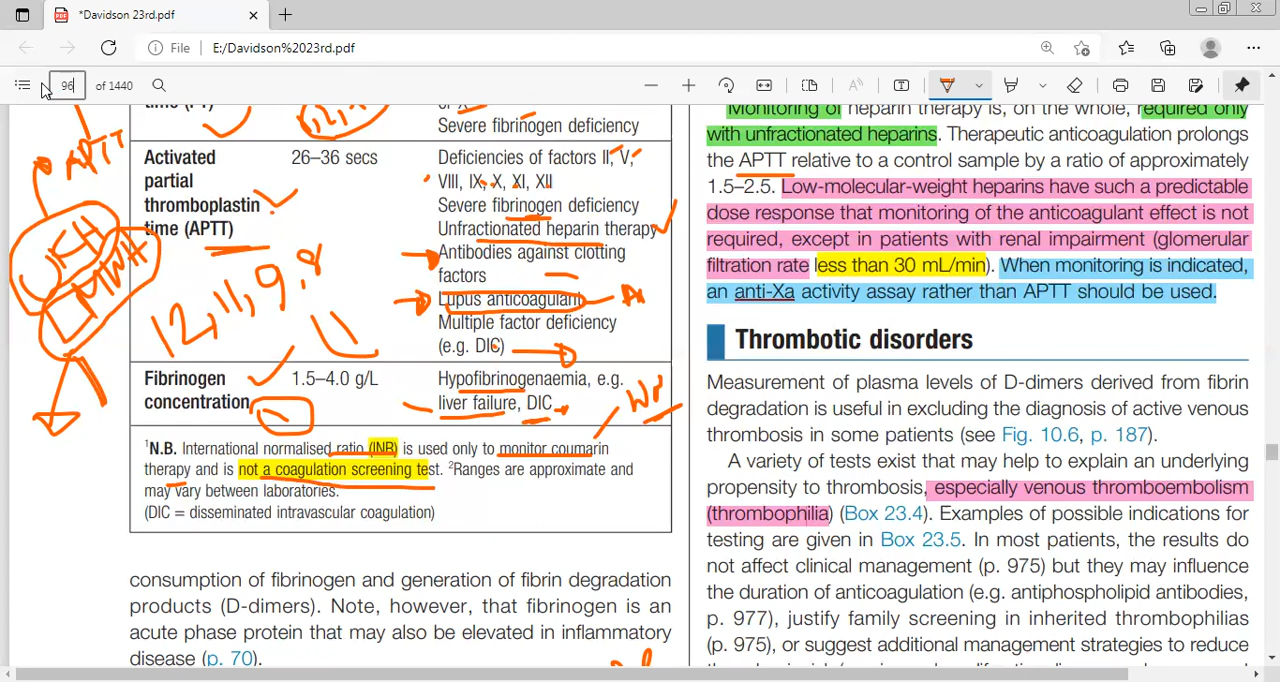 *Davidson 23rd.pdf
File E:/Davidson%2023rd.pdf
96 of 1440
time (PT)
or X
Severe fibrinogen deficiency
Activated partial thromboplastin time (APTT)
26–36 secs
Deficiencies of factors II, V,
VIII, IX, X, XI, XII
Severe fibrinogen deficiency
Unfractionated heparin therapy
Antibodies against clotting
factors
Lupus anticoagulant
Multiple factor deficiency
(e.g. DIC)
Fibrinogen concentration
1.5–4.0 g/L
Hypofibrinogenaemia, e.g.
liver failure, DIC
APTT
UFH
LMWH
12, 11, 9, 8
¹N.B. International normalised ratio (INR) is used only to monitor coumarin
therapy and is not a coagulation screening test. ²Ranges are approximate and
may vary between laboratories.
(DIC = disseminated intravascular coagulation)
consumption of fibrinogen and generation of fibrin degradation
products (D-dimers). Note, however, that fibrinogen is an
acute phase protein that may also be elevated in inflammatory
disease (p. 70).
Monitoring of heparin therapy is, on the whole, required only
with unfractionated heparins. Therapeutic anticoagulation prolongs
the APTT relative to a control sample by a ratio of approximately
1.5–2.5. Low-molecular-weight heparins have such a predictable
dose response that monitoring of the anticoagulant effect is not
required, except in patients with renal impairment (glomerular
filtration rate less than 30 mL/min). When monitoring is indicated,
an anti-Xa activity assay rather than APTT should be used.
Thrombotic disorders
Measurement of plasma levels of D-dimers derived from fibrin
degradation is useful in excluding the diagnosis of active venous
thrombosis in some patients (see Fig. 10.6, p. 187).
A variety of tests exist that may help to explain an underlying
propensity to thrombosis, especially venous thromboembolism
(thrombophilia) (Box 23.4). Examples of possible indications for
testing are given in Box 23.5. In most patients, the results do
not affect clinical management (p. 975) but they may influence
the duration of anticoagulation (e.g. antiphospholipid antibodies,
p. 977), justify family screening in inherited thrombophilias
(p. 975), or suggest additional management strategies to reduce